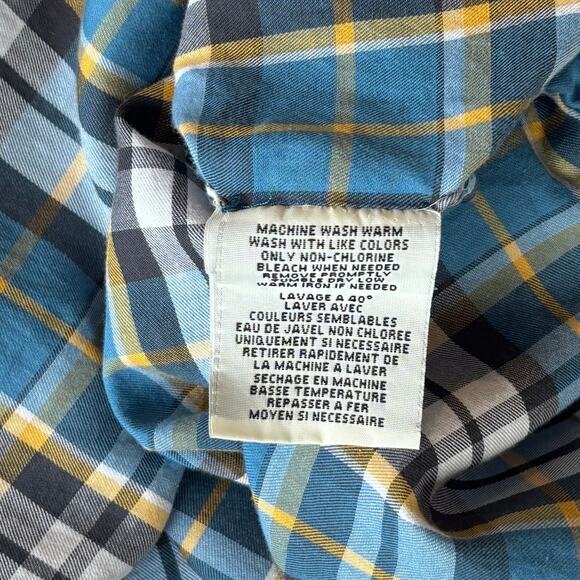 MACHINE WASH WARM
WASH WITH LIKE COLORS
ONLY NON-CHLORINE
BLEACH WHEN NEEDED
REMOVE PROMPTLY
TUMBLE DRY LOW
WARM IRON IF NEEDED
LAVAGE A 40°
LAVER AVEC
COULEURS SEMBLABLES
EAU DE JAVEL NON CHLOREE
UNIQUEMENT SI NECESSAIRE
RETIRER RAPIDEMENT DE
LA MACHINE A LAVER
SECHAGE EN MACHINE
BASSE TEMPERATURE
REPASSER A FER
MOYEN SI NECESSAIRE